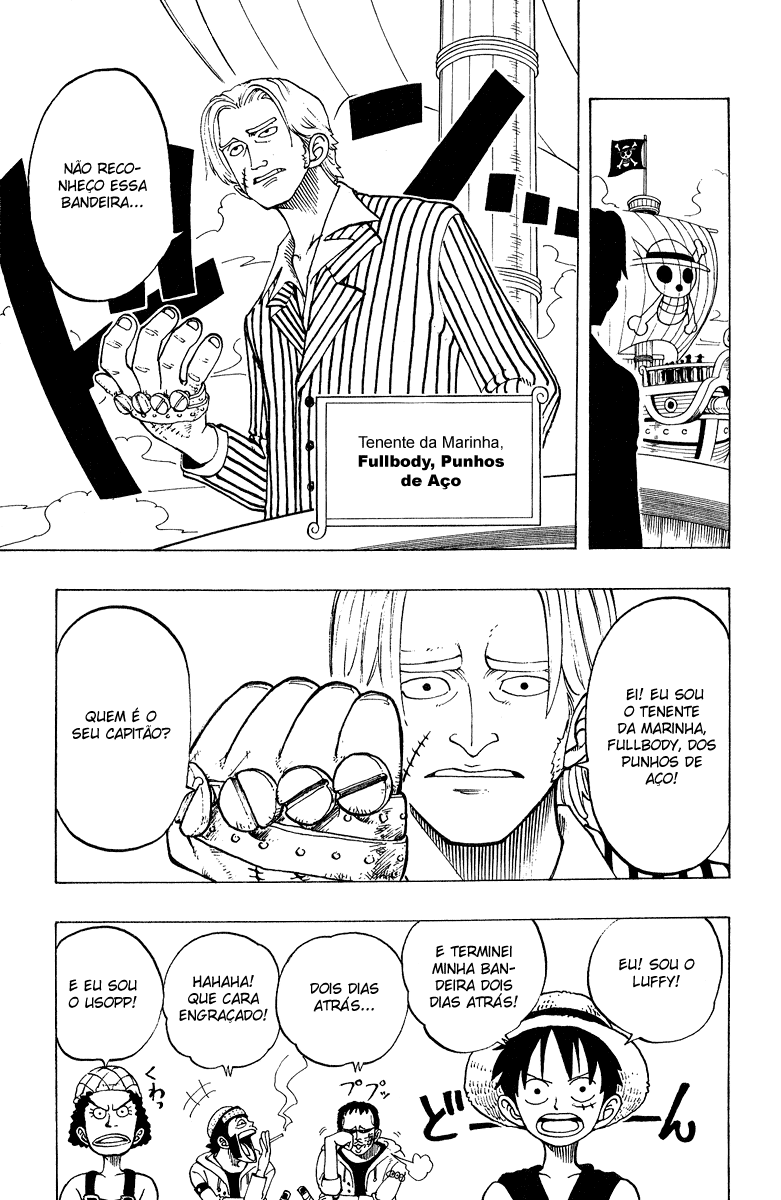 NÃO RECO-
NHEÇO ESSA
BANDEIRA...
Tenente da Marinha,
Fullbody, Punhos
de Aço
EI! EU SOU
O TENENTE
DA MARINHA,
FULLBODY, DOS
PUNHOS DE
AÇO!
QUEM É O
SEU CAPITÃO?
EU! SOU O
LUFFY!
E TERMINEI
MINHA BAN-
DEIRA DOIS
DIAS ATRÁS!
DOIS DIAS
ATRÁS...
HAHAHA!
QUE CARA
ENGRAÇADO!
E EU SOU
O USOPP!
どーん
ププッ
くわっ